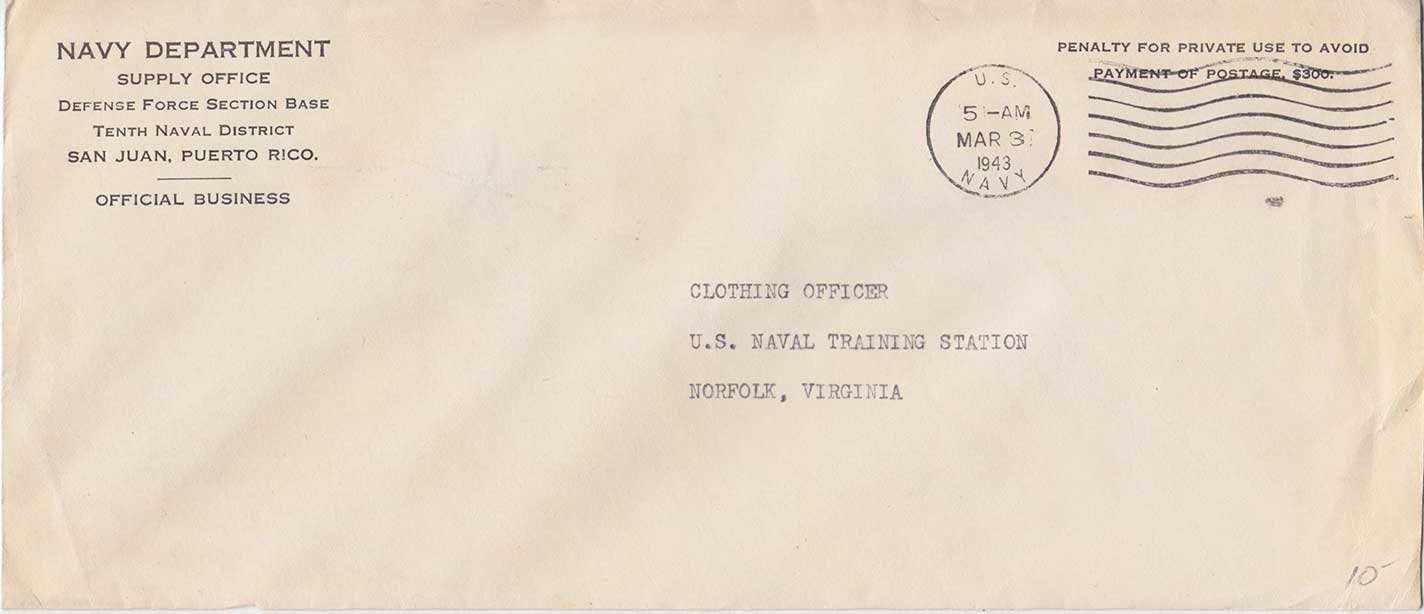 NAVY DEPARTMENT
SUPPLY OFFICE
DEFENSE FORCE SECTION BASE
TENTH NAVAL DISTRICT
SAN JUAN, PUERTO RICO.
OFFICIAL BUSINESS
PENALTY FOR PRIVATE USE TO AVOID
PAYMENT OF POSTAGE, $300.
U.S.
5-AM
MAR 3
1943
NAVY
CLOTHING OFFICER
U.S. NAVAL TRAINING STATION
NORFOLK, VIRGINIA
10-